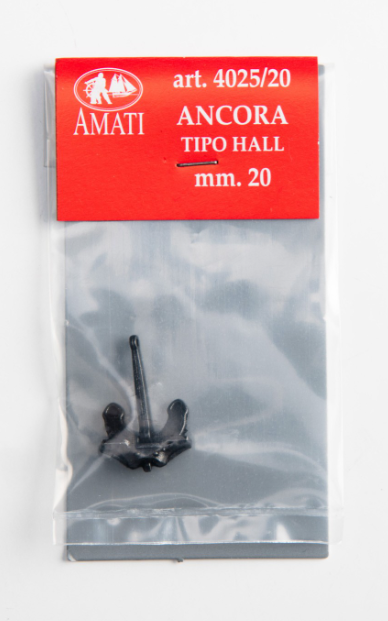 AMATI
art. 4025/20
ANCORA
TIPO HALL
mm. 20